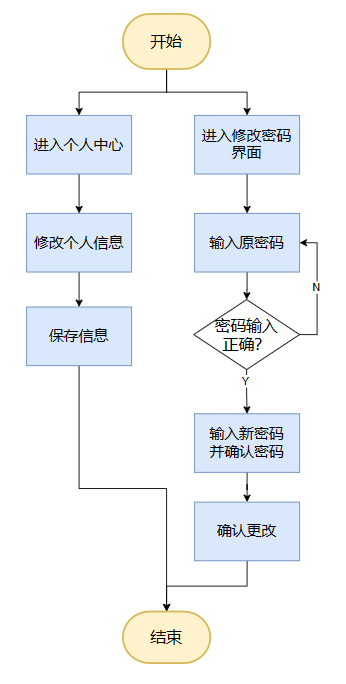 开始
进入个人中心
进入修改密码
界面
修改个人信息
输入原密码
N
保存信息
密码输入
正确?
Y
输入新密码
并确认密码
确认更改
结束